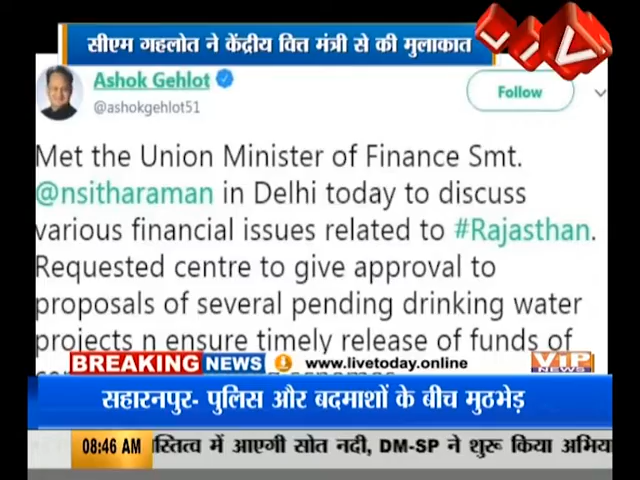 सीएम गहलोत ने केंद्रीय वित्त मंत्री से की मुलाकात
Ashok Gehlot
@ashokgehlot51
Follow
Met the Union Minister of Finance Smt.
@nsitharaman in Delhi today to discuss
various financial issues related to #Rajasthan.
Requested centre to give approval to
proposals of several pending drinking water
projects n ensure timely release of funds of
BREAKING NEWS www.livetoday.online VIP NEWS
सहारनपुर- पुलिस और बदमाशों के बीच मुठभेड़
08:46 AM में आएगी सोत नदी, DM-SP ने शुरू किया